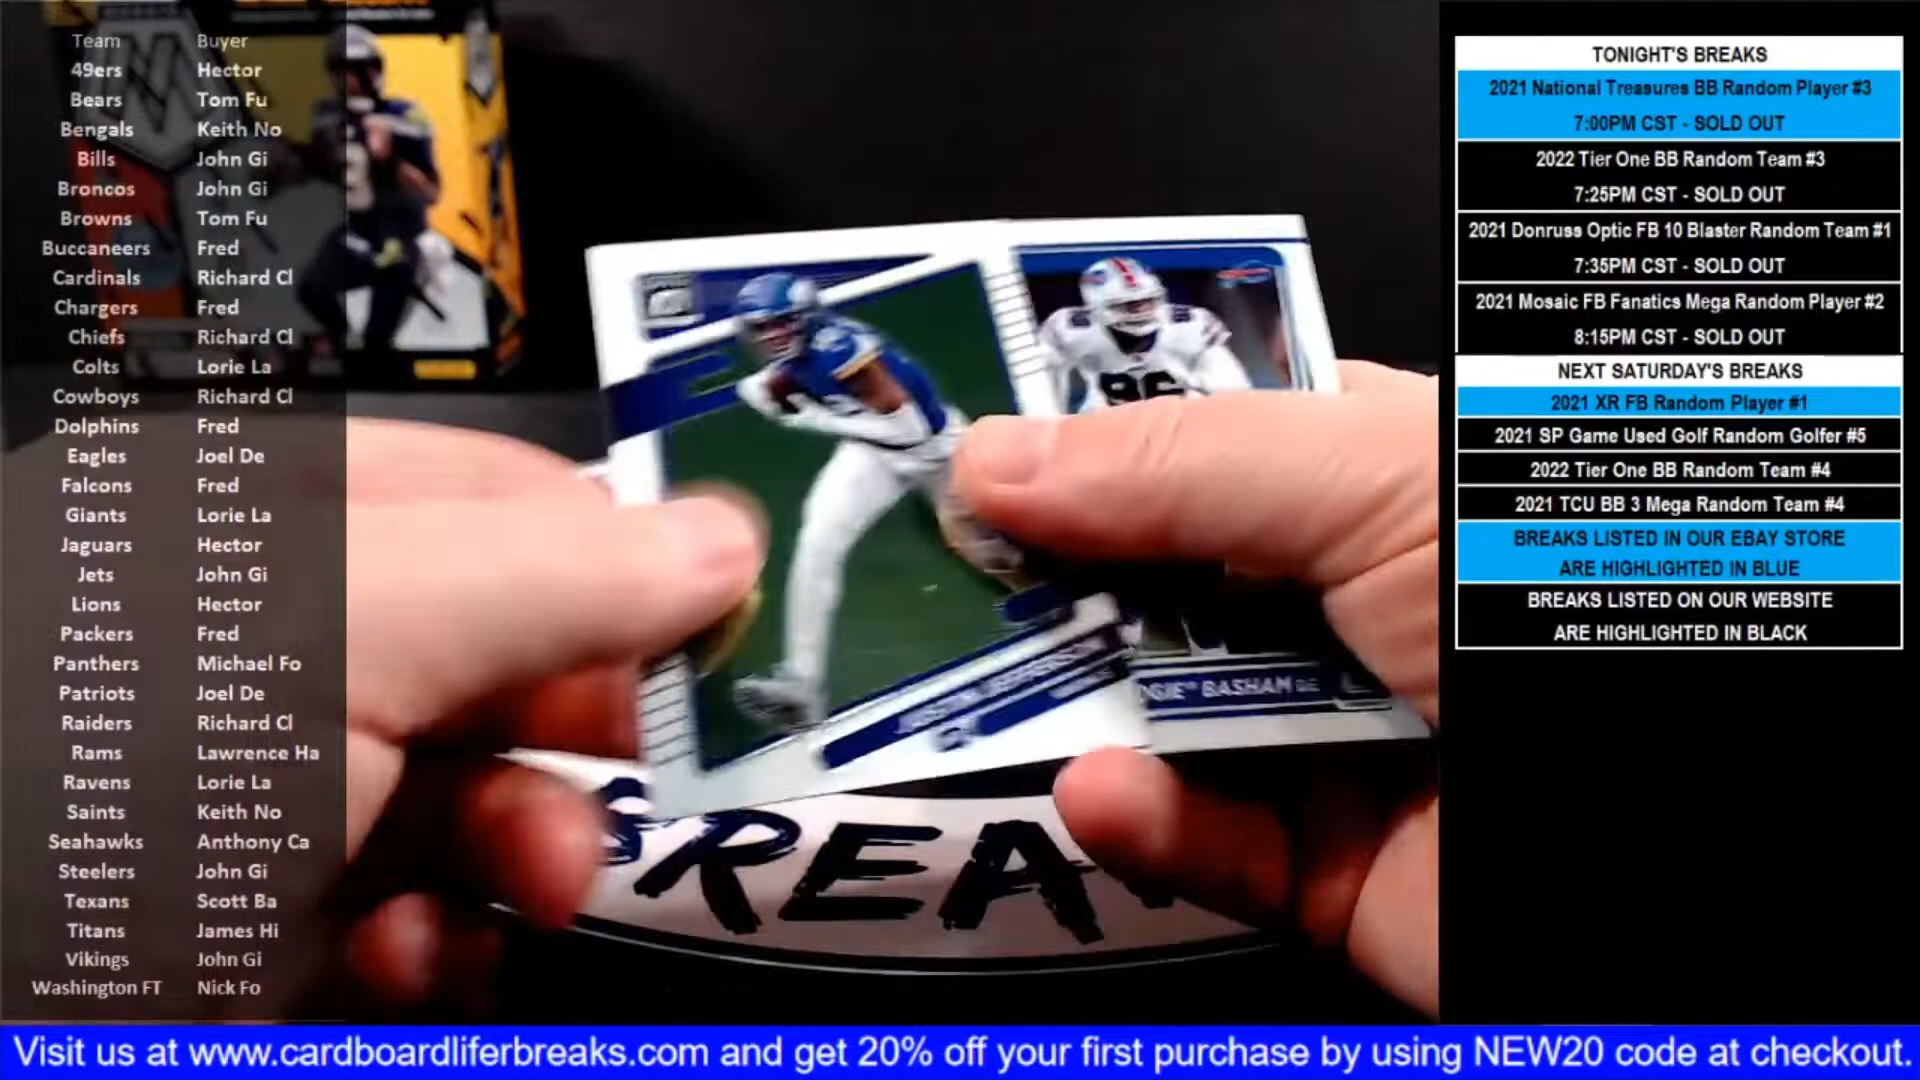 Team Buyer
49ers Hector
Bears Tom Fu
Bengals Keith No
Bills John Gi
Broncos John Gi
Browns Tom Fu
Buccaneers Fred
Cardinals Richard Cl
Chargers Fred
Chiefs Richard Cl
Colts Lorie La
Cowboys Richard Cl
Dolphins Fred
Eagles Joel De
Falcons Fred
Giants Lorie La
Jaguars Hector
Jets John Gi
Lions Hector
Packers Fred
Panthers Michael Fo
Patriots Joel De
Raiders Richard Cl
Rams Lawrence Ha
Ravens Lorie La
Saints Keith No
Seahawks Anthony Ca
Steelers John Gi
Texans Scott Ba
Titans James Hi
Vikings John Gi
Washington FT Nick Fo
JUSTIN JEFFERSON
BASHAM DE
BREA
TONIGHT'S BREAKS
2021 National Treasures BB Random Player #3
7:00PM CST - SOLD OUT
2022 Tier One BB Random Team #3
7:25PM CST - SOLD OUT
2021 Donruss Optic FB 10 Blaster Random Team #1
7:35PM CST - SOLD OUT
2021 Mosaic FB Fanatics Mega Random Player #2
8:15PM CST - SOLD OUT
NEXT SATURDAY'S BREAKS
2021 XR FB Random Player #1
2021 SP Game Used Golf Random Golfer #5
2022 Tier One BB Random Team #4
2021 TCU BB 3 Mega Random Team #4
BREAKS LISTED IN OUR EBAY STORE
ARE HIGHLIGHTED IN BLUE
BREAKS LISTED ON OUR WEBSITE
ARE HIGHLIGHTED IN BLACK
Visit us at www.cardboardliferbreaks.com and get 20% off your first purchase by using NEW20 code at checkout.